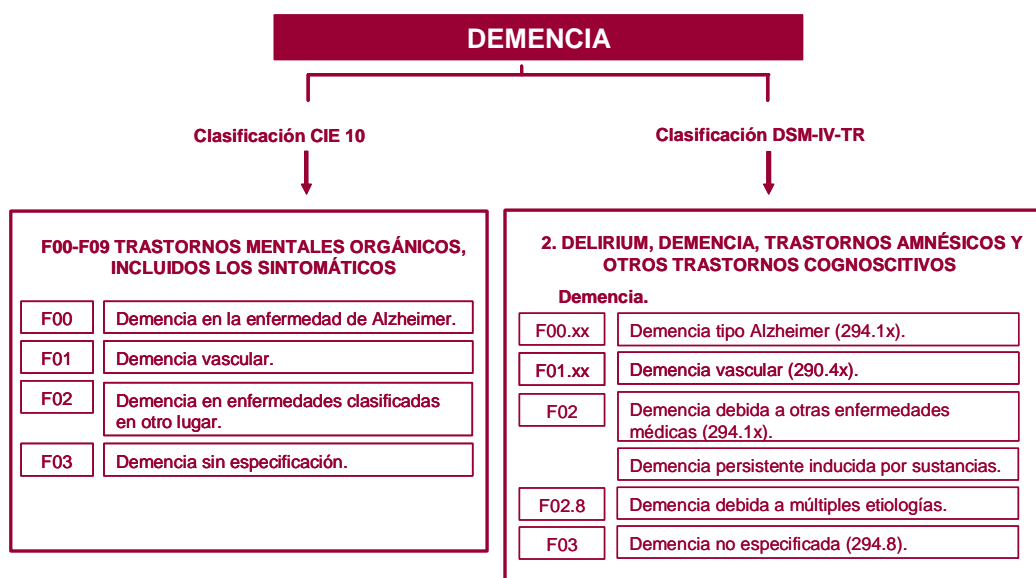 DEMENCIA
Clasificación CIE 10
Clasificación DSM-IV-TR
F00-F09 TRASTORNOS MENTALES ORGÁNICOS,
INCLUIDOS LOS SINTOMÁTICOS
F00 Demencia en la enfermedad de Alzheimer.
F01 Demencia vascular.
F02 Demencia en enfermedades clasificadas
en otro lugar.
F03 Demencia sin especificación.
2. DELIRIUM, DEMENCIA, TRASTORNOS AMNÉSICOS Y
OTROS TRASTORNOS COGNOSCITIVOS
Demencia.
F00.xx Demencia tipo Alzheimer (294.1x).
F01.xx Demencia vascular (290.4x).
F02 Demencia debida a otras enfermedades
médicas (294.1x).
Demencia persistente inducida por sustancias.
F02.8 Demencia debida a múltiples etiologías.
F03 Demencia no especificada (294.8).